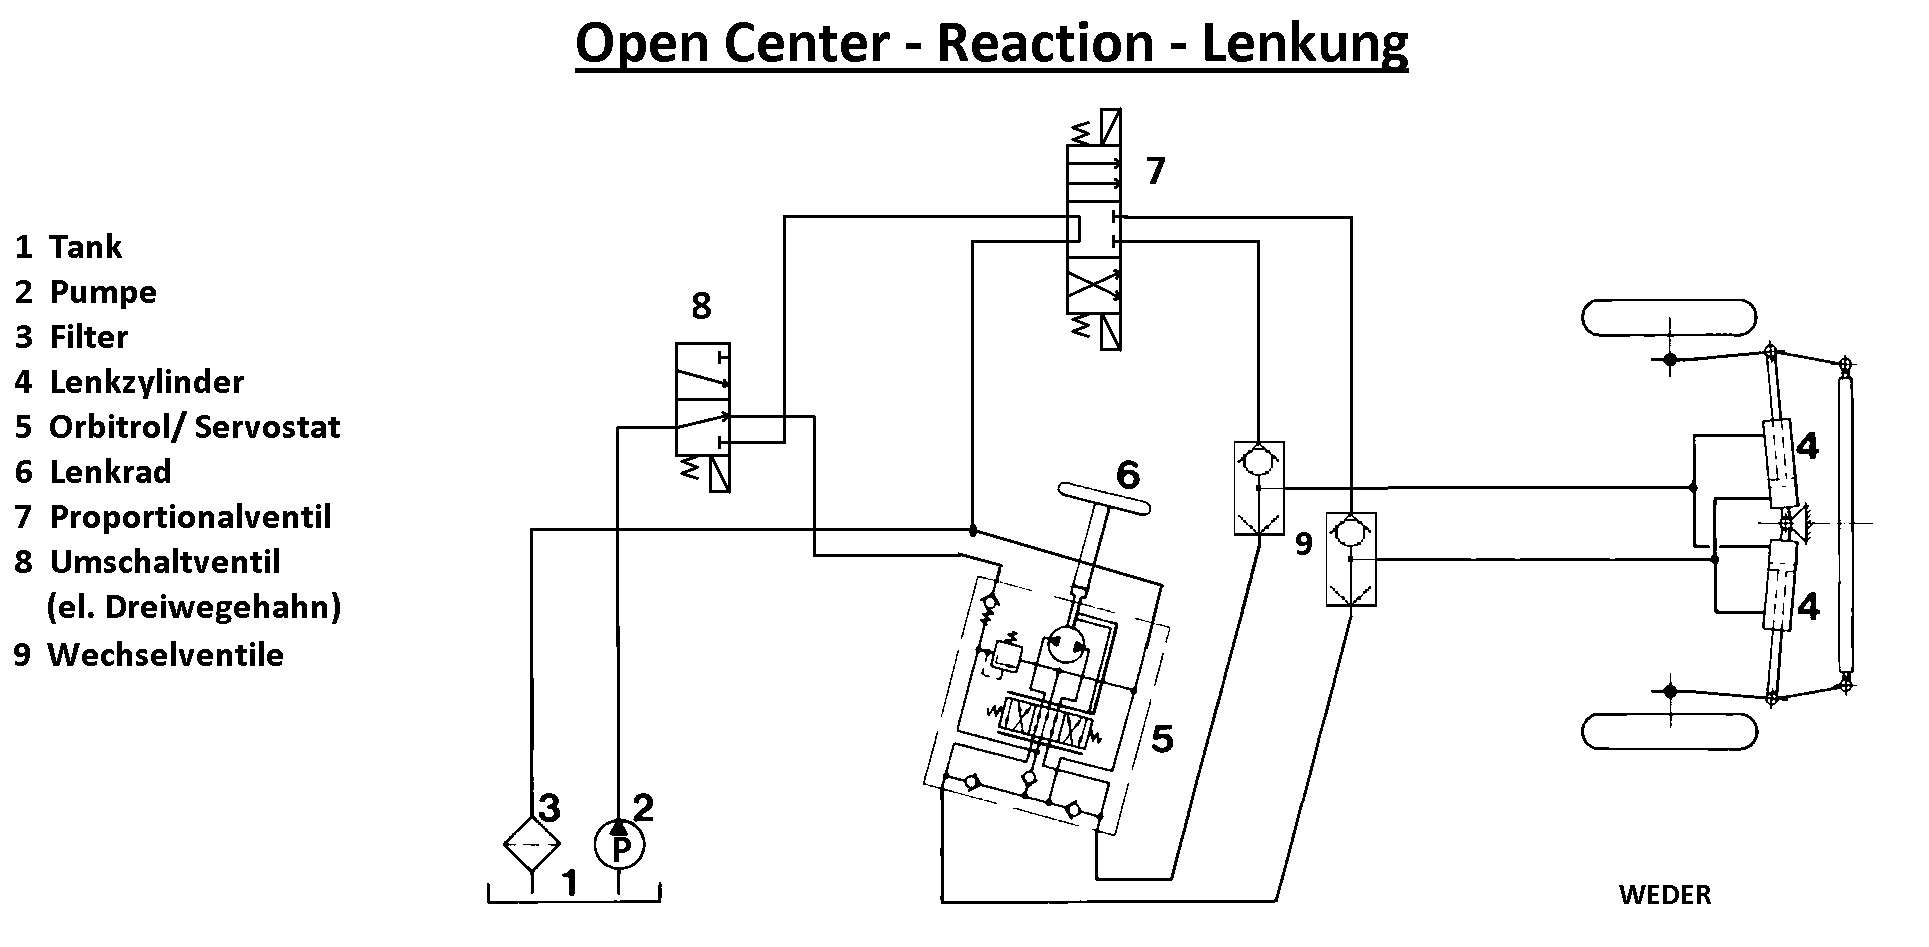 Open Center - Reaction - Lenkung
1 Tank
2 Pumpe
3 Filter
4 Lenkzylinder
5 Orbitrol/ Servostat
6 Lenkrad
7 Proportionalventil
8 Umschaltventil
(el. Dreiwegehahn)
9 Wechselventile
7
8
6
9
4
4
5
3
2
P
1
WEDER